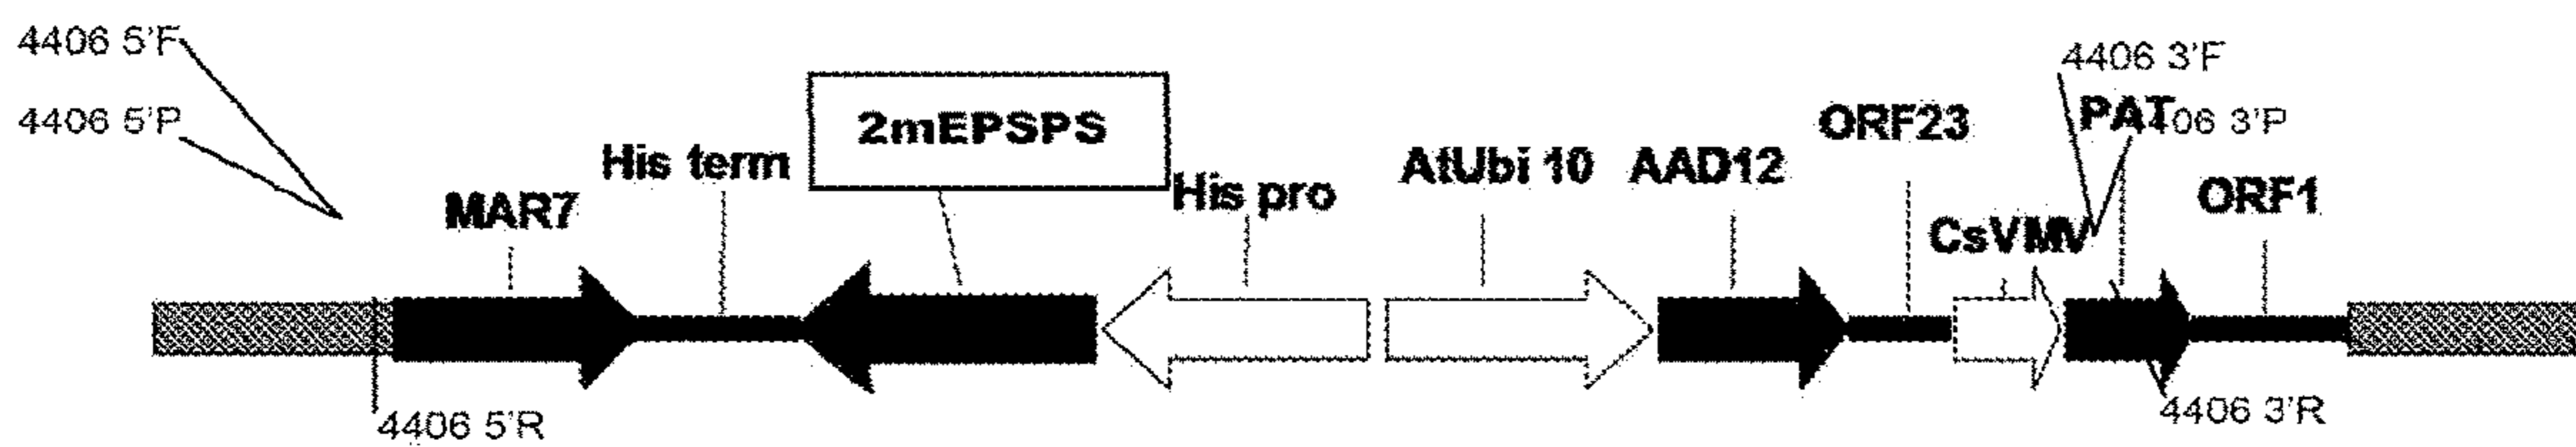 4406 5'F
4406 5'P
MAR7
His term
2mEPSPS
His pro
AtUbi 10
AAD12
ORF23
CsVMV
4406 3'F
PAT
406 3'P
ORF1
4406 5'R
4406 3'R